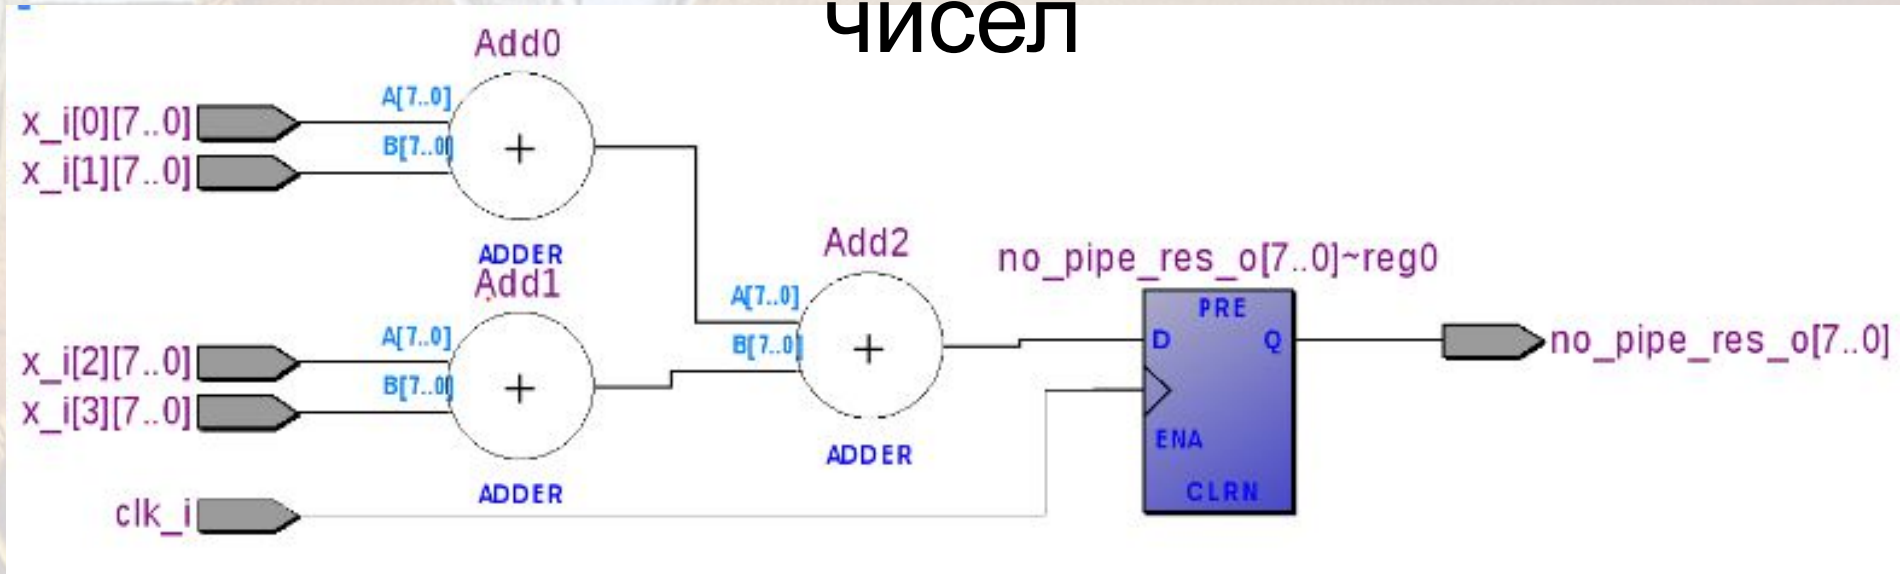 чисел
Add0
x_i[0][7..0]
A[7..0]
x_i[1][7..0]
B[7..0]
ADDER
Add1
x_i[2][7..0]
A[7..0]
x_i[3][7..0]
B[7..0]
ADDER
clk_i
Add2
A[7..0]
B[7..0]
ADDER
no_pipe_res_o[7..0]~reg0
PRE
D
Q
ENA
CLRN
no_pipe_res_o[7..0]